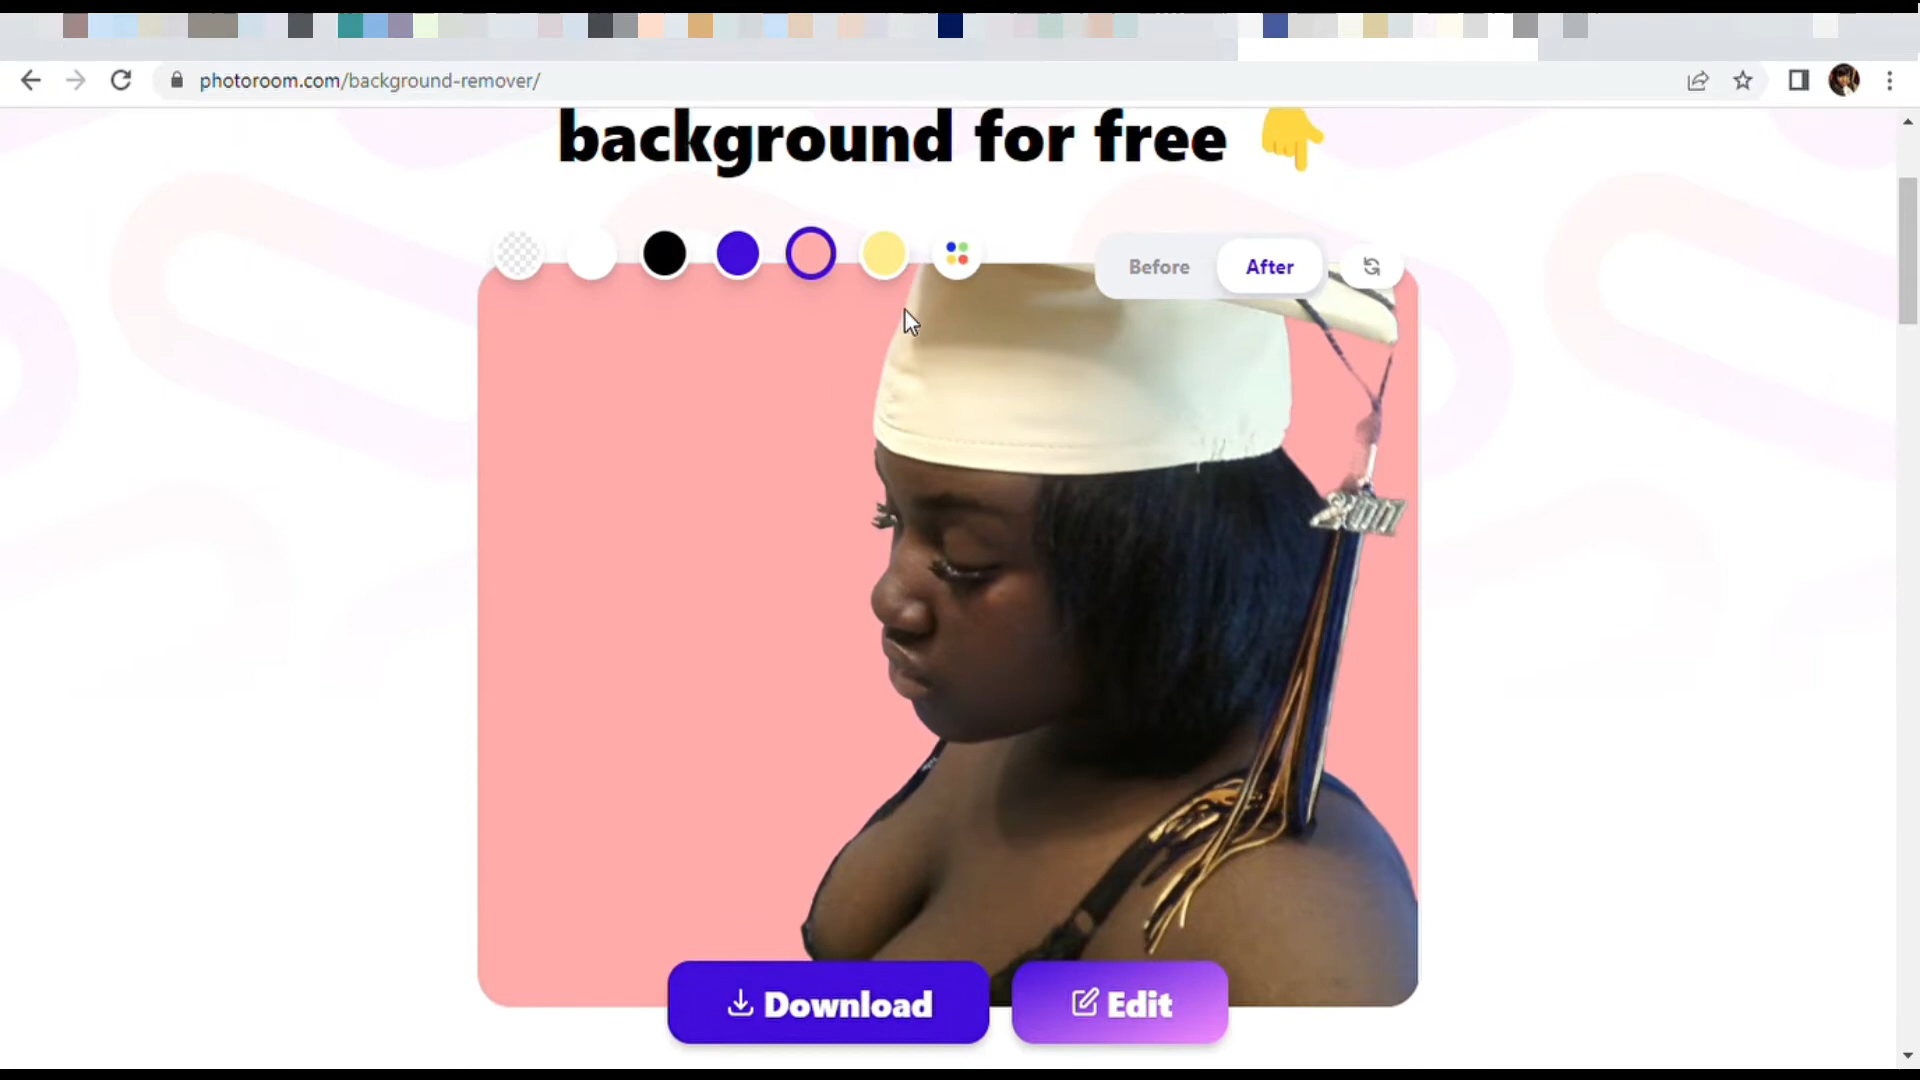 photoroom.com/background-remover/
background for free 👇
Before
After
Download
Edit